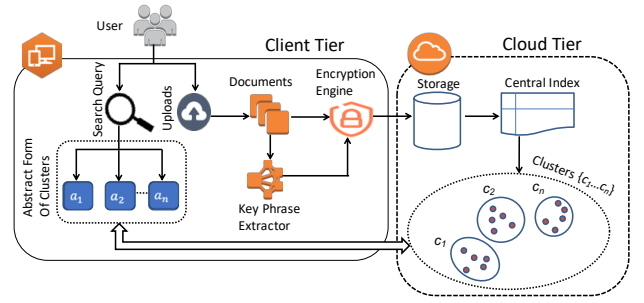 User
Client Tier
Cloud Tier
Search Query
Uploads
Documents
Encryption
Engine
Storage
Central Index
Abstract Form
Of Clusters
a1
a2
an
Key Phrase
Extractor
Clusters {c1...cn}
c1
c2
cn